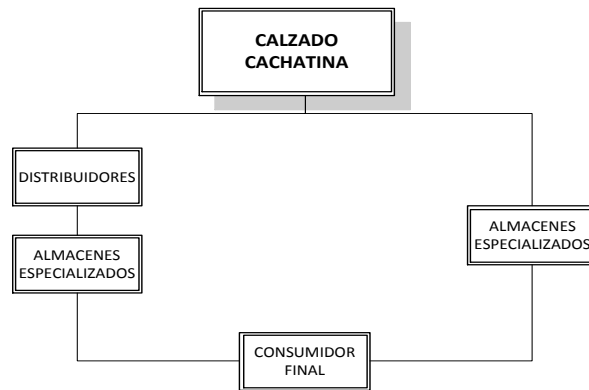 CALZADO
CACHATINA
DISTRIBUIDORES
ALMACENES
ESPECIALIZADOS
ALMACENES
ESPECIALIZADOS
CONSUMIDOR
FINAL